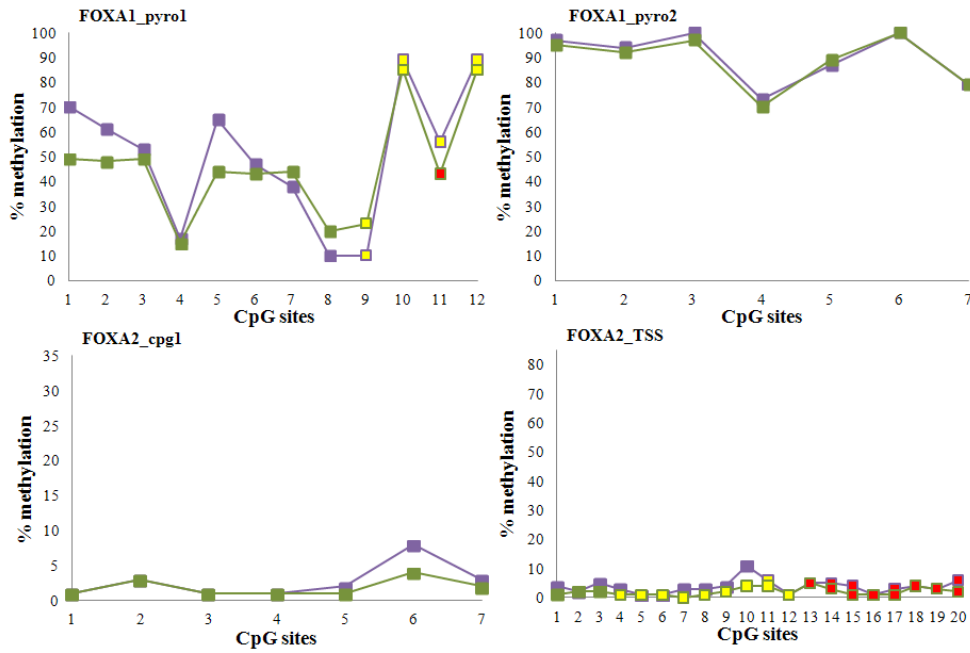 FOXA1_pyro1
100
90
80
70
60
50
40
30
20
10
0
% methylation
1 2 3 4 5 6 7 8 9 10 11 12
CpG sites
FOXA1_pyro2
100
90
80
70
60
50
40
30
20
10
0
% methylation
1 2 3 4 5 6 7
CpG sites
FOXA2_cpg1
35
30
25
20
15
10
5
0
% methylation
1 2 3 4 5 6 7
CpG sites
FOXA2_TSS
80
70
60
50
40
30
20
10
0
% methylation
1 2 3 4 5 6 7 8 9 10 11 12 13 14 15 16 17 18 19 20
CpG sites